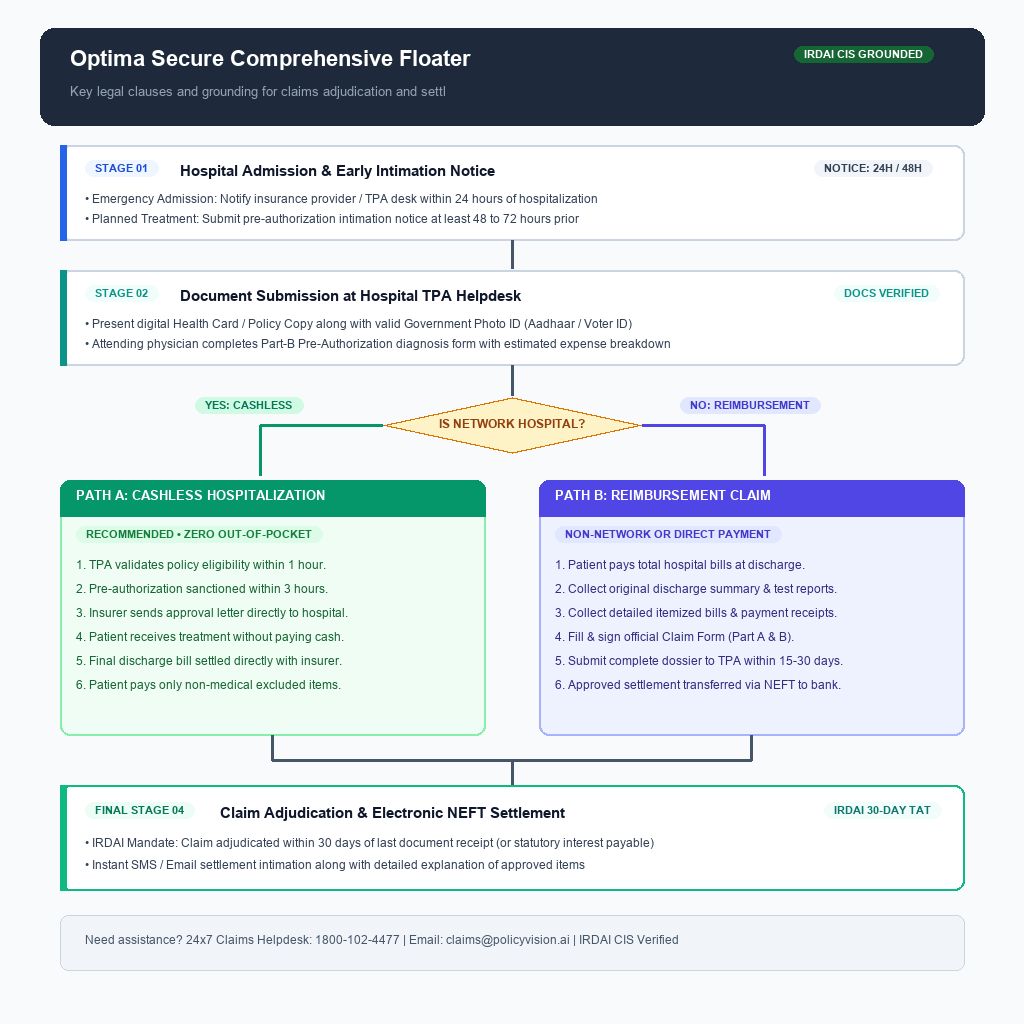 Optima Secure Comprehensive Floater
IRDAI CIS GROUNDED
Key legal clauses and grounding for claims adjudication and settl
STAGE 01
Hospital Admission & Early Intimation Notice
NOTICE: 24H / 48H
• Emergency Admission: Notify insurance provider / TPA desk within 24 hours of hospitalization
• Planned Treatment: Submit pre-authorization intimation notice at least 48 to 72 hours prior
STAGE 02
Document Submission at Hospital TPA Helpdesk
DOCS VERIFIED
• Present digital Health Card / Policy Copy along with valid Government Photo ID (Aadhaar / Voter ID)
• Attending physician completes Part-B Pre-Authorization diagnosis form with estimated expense breakdown
YES: CASHLESS
IS NETWORK HOSPITAL?
NO: REIMBURSEMENT
PATH A: CASHLESS HOSPITALIZATION
RECOMMENDED • ZERO OUT-OF-POCKET
1. TPA validates policy eligibility within 1 hour.
2. Pre-authorization sanctioned within 3 hours.
3. Insurer sends approval letter directly to hospital.
4. Patient receives treatment without paying cash.
5. Final discharge bill settled directly with insurer.
6. Patient pays only non-medical excluded items.
PATH B: REIMBURSEMENT CLAIM
NON-NETWORK OR DIRECT PAYMENT
1. Patient pays total hospital bills at discharge.
2. Collect original discharge summary & test reports.
3. Collect detailed itemized bills & payment receipts.
4. Fill & sign official Claim Form (Part A & B).
5. Submit complete dossier to TPA within 15-30 days.
6. Approved settlement transferred via NEFT to bank.
FINAL STAGE 04
Claim Adjudication & Electronic NEFT Settlement
IRDAI 30-DAY TAT
• IRDAI Mandate: Claim adjudicated within 30 days of last document receipt (or statutory interest payable)
• Instant SMS / Email settlement intimation along with detailed explanation of approved items
Need assistance? 24x7 Claims Helpdesk: 1800-102-4477 | Email: claims@policyvision.ai | IRDAI CIS Verified